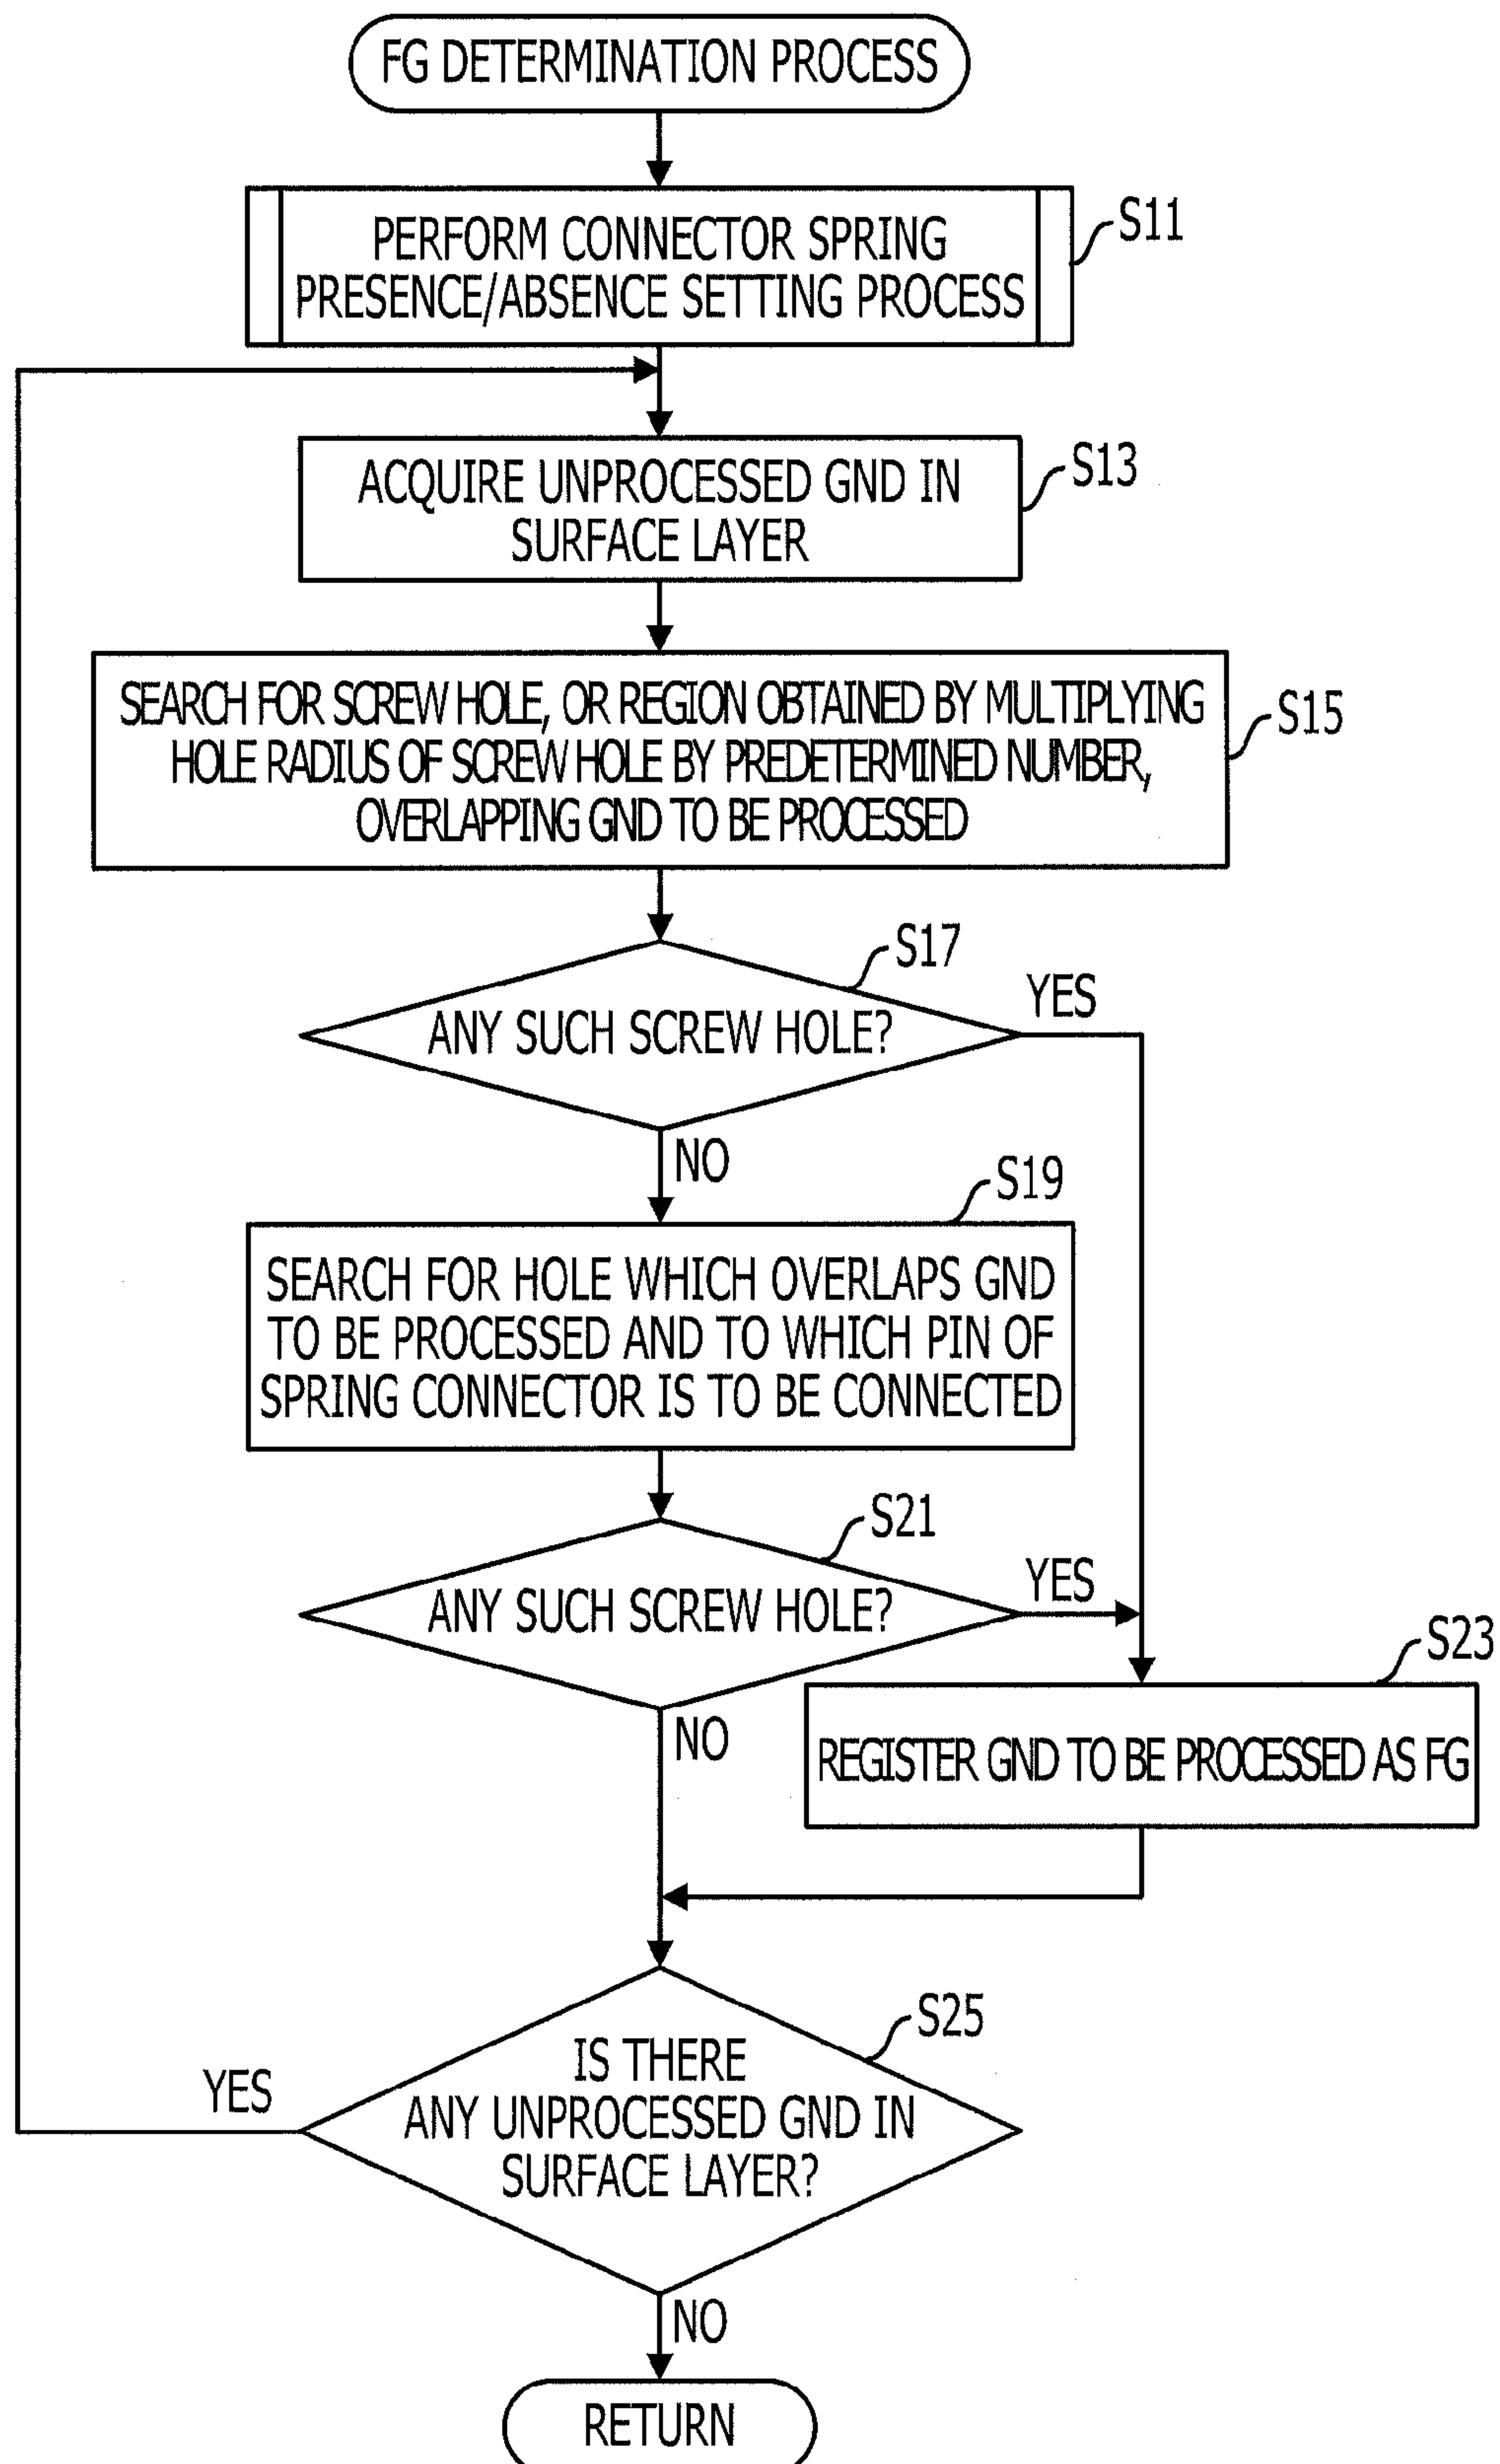 FG DETERMINATION PROCESS
PERFORM CONNECTOR SPRING
PRESENCE/ABSENCE SETTING PROCESS
S11
ACQUIRE UNPROCESSED GND IN
SURFACE LAYER
S13
SEARCH FOR SCREW HOLE, OR REGION OBTAINED BY MULTIPLYING
HOLE RADIUS OF SCREW HOLE BY PREDETERMINED NUMBER,
OVERLAPPING GND TO BE PROCESSED
S15
S17
ANY SUCH SCREW HOLE?
YES
NO
S19
SEARCH FOR HOLE WHICH OVERLAPS GND
TO BE PROCESSED AND TO WHICH PIN OF
SPRING CONNECTOR IS TO BE CONNECTED
S21
ANY SUCH SCREW HOLE?
YES
NO
S23
REGISTER GND TO BE PROCESSED AS FG
S25
IS THERE
ANY UNPROCESSED GND IN
SURFACE LAYER?
YES
NO
RETURN